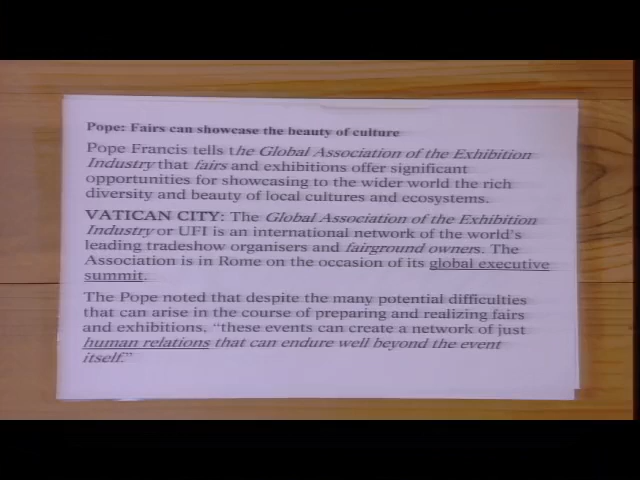 Pope: Fairs can showcase the beauty of culture
Pope Francis tells the Global Association of the Exhibition
Industry that fairs and exhibitions offer significant
opportunities for showcasing to the wider world the rich
diversity and beauty of local cultures and ecosystems.
VATICAN CITY: The Global Association of the Exhibition
Industry or UFI is an international network of the world's
leading tradeshow organisers and fairground owners. The
Association is in Rome on the occasion of its global executive
summit.
The Pope noted that despite the many potential difficulties
that can arise in the course of preparing and realizing fairs
and exhibitions, "these events can create a network of just
human relations that can endure well beyond the event
itself."